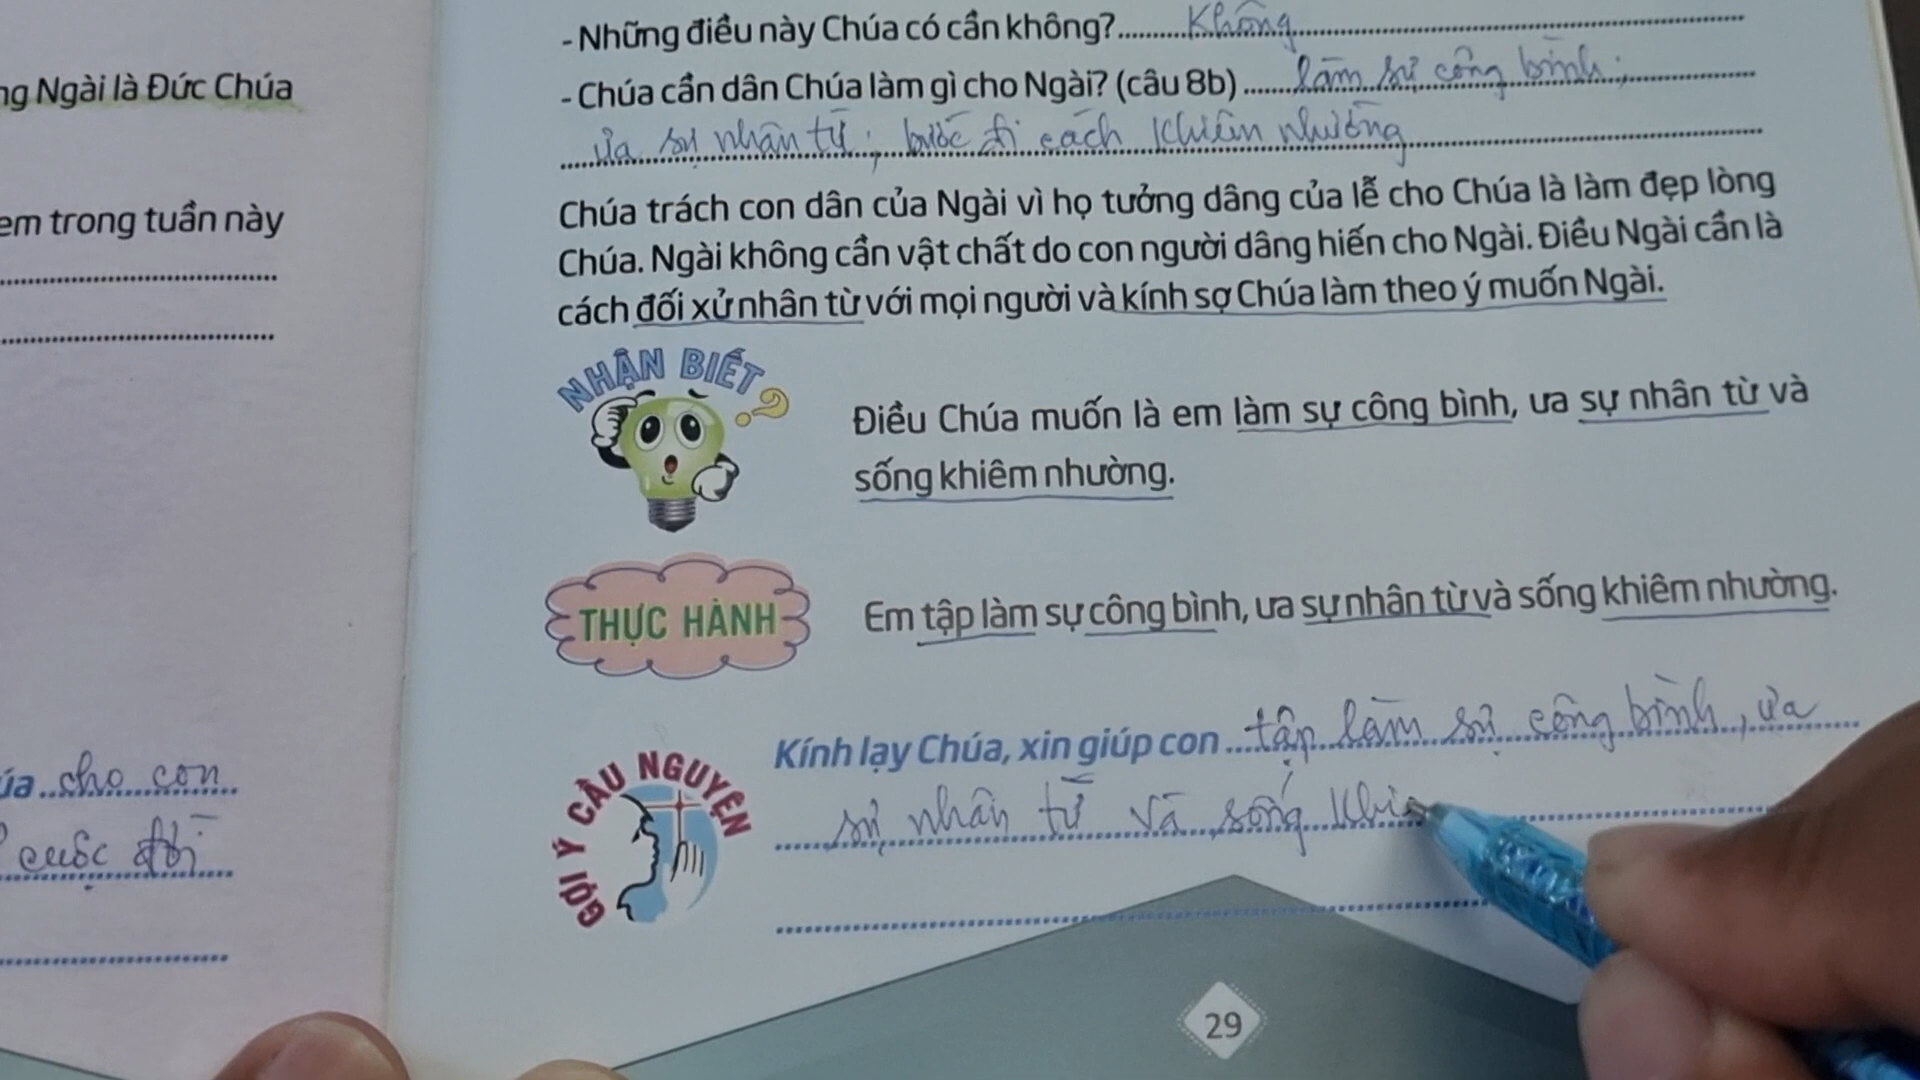 ng Ngài là Đức Chúa
em trong tuần này
úa cho con
cuộc đời
- Những điều này Chúa có cần không? Không
- Chúa cần dân Chúa làm gì cho Ngài? (câu 8b) làm sự công bình;
ưa sự nhân từ; bước đi cách khiêm nhường
Chúa trách con dân của Ngài vì họ tưởng dâng của lễ cho Chúa là làm đẹp lòng
Chúa. Ngài không cần vật chất do con người dâng hiến cho Ngài. Điều Ngài cần là
cách đối xử nhân từ với mọi người và kính sợ Chúa làm theo ý muốn Ngài.
NHẬN BIẾT?
Điều Chúa muốn là em làm sự công bình, ưa sự nhân từ và
sống khiêm nhường.
THỰC HÀNH
Em tập làm sự công bình, ưa sự nhân từ và sống khiêm nhường.
GỢI Ý CẦU NGUYỆN
Kính lạy Chúa, xin giúp con tập làm sự công bình, ưa
sự nhân từ và sống khi
29